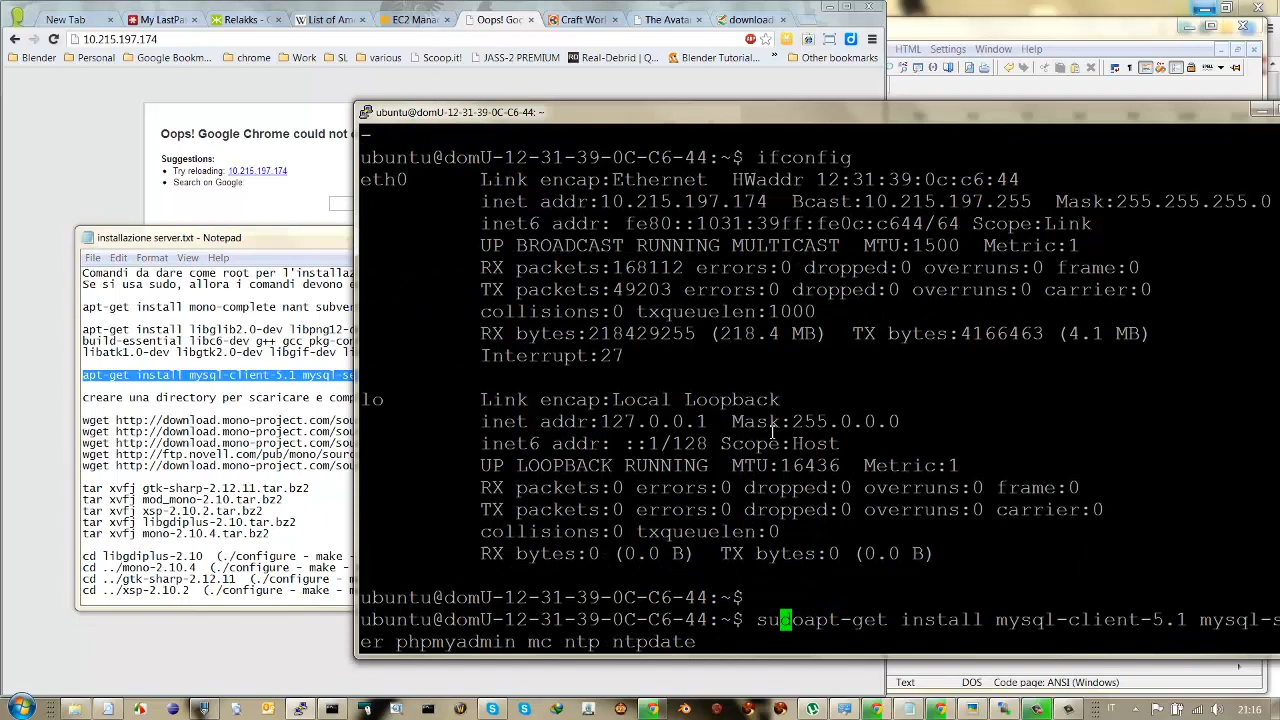 New Tab
My LastPa
Relakks -
List of Am
EC2 Mana
Oops! Goo
Craft Wor
The Avata
download
10.215.197.174
Blender
Personal
Google bookm...
chrome
Work
SL
various
Scoop.it!
JASS-2 PREMIUM
Real-Debrid | Q...
Blender Tutorial...
Other bookmarks
HTML Settings Window Help
Oops! Google Chrome could not
Suggestions:
Try reloading: 10.215.197.174
Search on Google:
installazione server.txt - Notepad
File Edit Format View Help
Comandi da dare come root per l'installaz
Se si usa sudo, allora i comandi devono e
apt-get install mono-complete nant subver
apt-get install libglib2.0-dev libpng12-d
build-essential libc6-dev g++ gcc pkg-con
libatk1.0-dev libgtk2.0-dev libgif-dev li
apt-get install mysql-client-5.1 mysql-se
creare una directory per scaricare e comp
wget http://download.mono-project.com/sou
wget http://download.mono-project.com/sou
wget http://ftp.novell.com/pub/mono/sourc
wget http://download.mono-project.com/sou
wget http://download.mono-project.com/sou
tar xvfj gtk-sharp-2.12.11.tar.bz2
tar xvfj mod_mono-2.10.tar.bz2
tar xvfj xsp-2.10.2.tar.bz2
tar xvfj libgdiplus-2.10.tar.bz2
tar xvfj mono-2.10.4.tar.bz2
cd libgdiplus-2.10 (./configure - make -
cd ../mono-2.10.4 (./configure - make -
cd ../gtk-sharp-2.12.11 (./configure - mak
cd ../xsp-2.10.2 (./configure - make - mak
ubuntu@domU-12-31-39-0C-C6-44: ~
ubuntu@domU-12-31-39-0C-C6-44:~$ ifconfig
eth0 Link encap:Ethernet HWaddr 12:31:39:0c:c6:44
inet addr:10.215.197.174 Bcast:10.215.197.255 Mask:255.255.255.0
inet6 addr: fe80::1031:39ff:fe0c:c644/64 Scope:Link
UP BROADCAST RUNNING MULTICAST MTU:1500 Metric:1
RX packets:168112 errors:0 dropped:0 overruns:0 frame:0
TX packets:49203 errors:0 dropped:0 overruns:0 carrier:0
collisions:0 txqueuelen:1000
RX bytes:218429255 (218.4 MB) TX bytes:4166463 (4.1 MB)
Interrupt:27
lo Link encap:Local Loopback
inet addr:127.0.0.1 Mask:255.0.0.0
inet6 addr: ::1/128 Scope:Host
UP LOOPBACK RUNNING MTU:16436 Metric:1
RX packets:0 errors:0 dropped:0 overruns:0 frame:0
TX packets:0 errors:0 dropped:0 overruns:0 carrier:0
collisions:0 txqueuelen:0
RX bytes:0 (0.0 B) TX bytes:0 (0.0 B)
ubuntu@domU-12-31-39-0C-C6-44:~$
ubuntu@domU-12-31-39-0C-C6-44:~$ sudoapt-get install mysql-client-5.1 mysql-s
er phpmyadmin mc ntp ntpdate
Text DOS Code page: ANSI (Windows)
IT 21:16